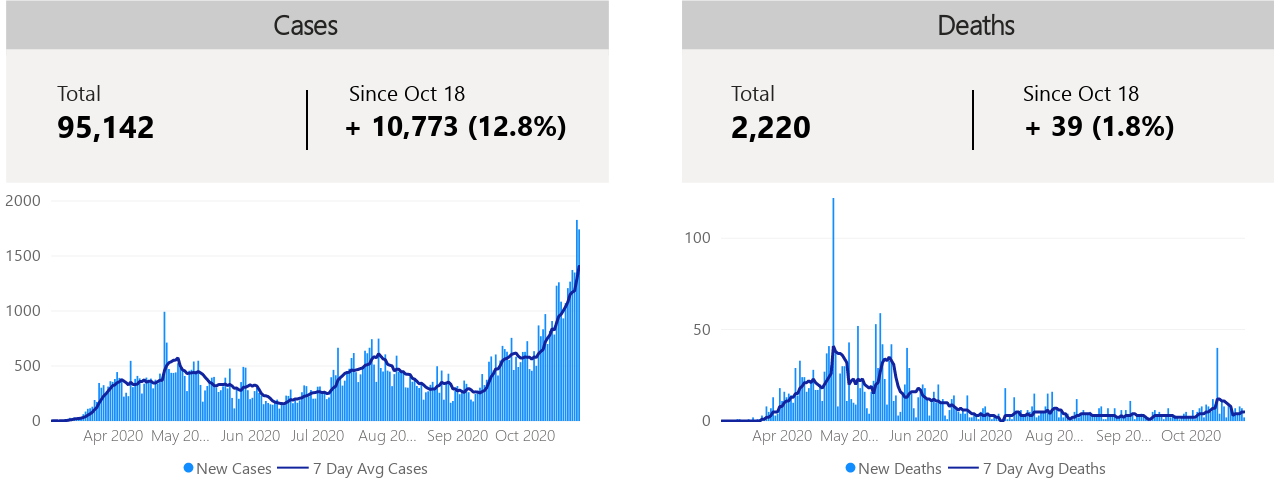 Cases
Total
Since Oct 18
95,142
+ 10,773 (12.8%)
2000
1500
1000
500
0
Apr 2020 May 20... Jun 2020 Jul 2020 Aug 20... Sep 2020 Oct 2020
New Cases 7 Day Avg Cases
Deaths
Total
Since Oct 18
2,220
+ 39 (1.8%)
100
50
0
Apr 2020 May 20... Jun 2020 Jul 2020 Aug 20... Sep 20... Oct 2020
New Deaths 7 Day Avg Deaths